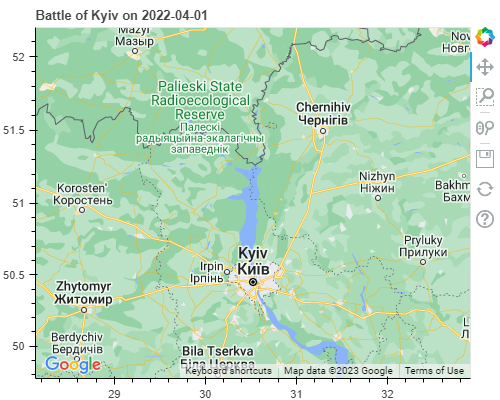 Battle of Kyiv on 2022-04-01
Mazyr
Мазыр
Nov
Новг
52
Palieski State
Radioecological
Reserve
Палескі
радыяцыйна-экалагічны
запаведнік
Chernihiv
Чернігів
51.5
Korosten'
Коростень
Nizhyn
Ніжин
Bakhm
Бахм
51
Kyiv
Київ
Irpin
Ірпінь
Pryluky
Прилуки
50.5
Zhytomyr
Житомир
Berdychiv
Бердичів
50
Bila Tserkva
Біла Церква
Google
Keyboard shortcuts
Map data ©2023 Google
Terms of Use
29
30
31
32